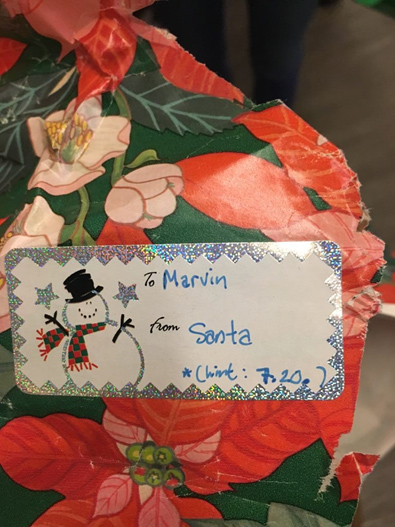 To Marvin
from Santa
*(hint: 7.20.)